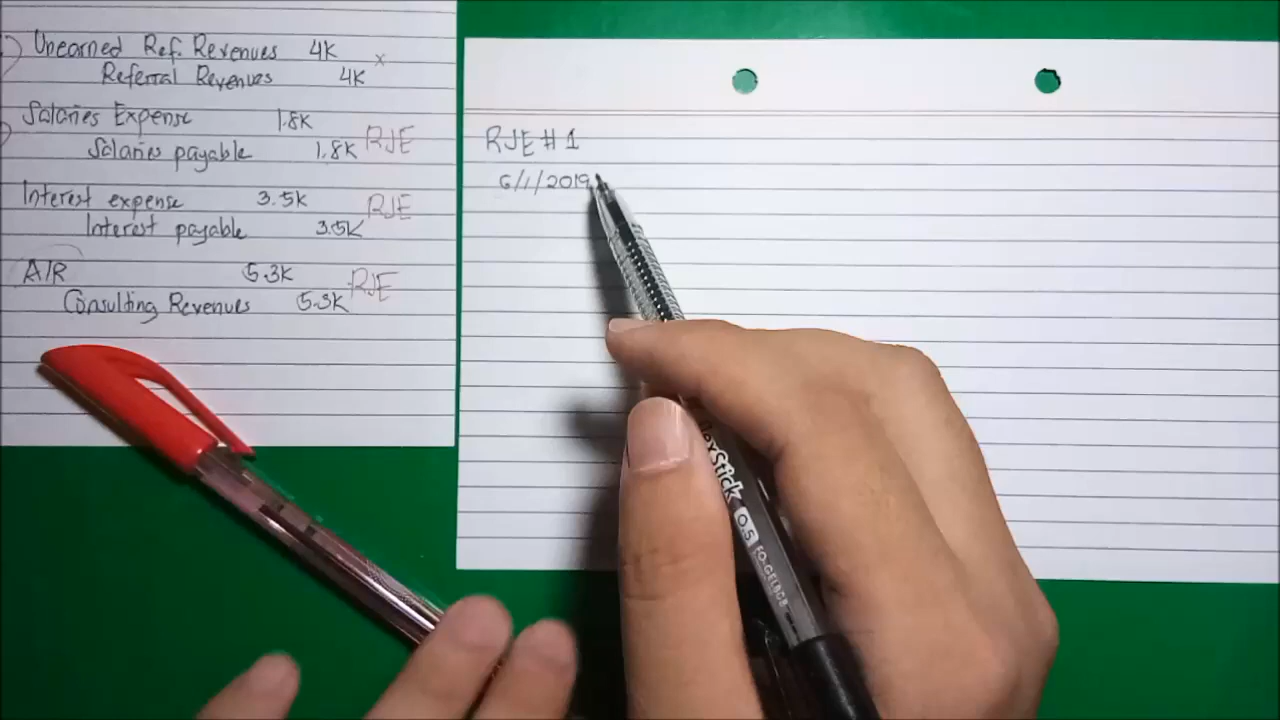 Unearned Ref. Revenues 4K x
Referral Revenues 4K
Salaries Expense 1.8K
Salaries payable 1.8K RJE
Interest expense 3.5K RJE
Interest payable 3.5K
A/R 5.3K RJE
Consulting Revenues 5.3K
RJE # 1
6/1/2019
FlexStick 0.5 FO-GELBCB